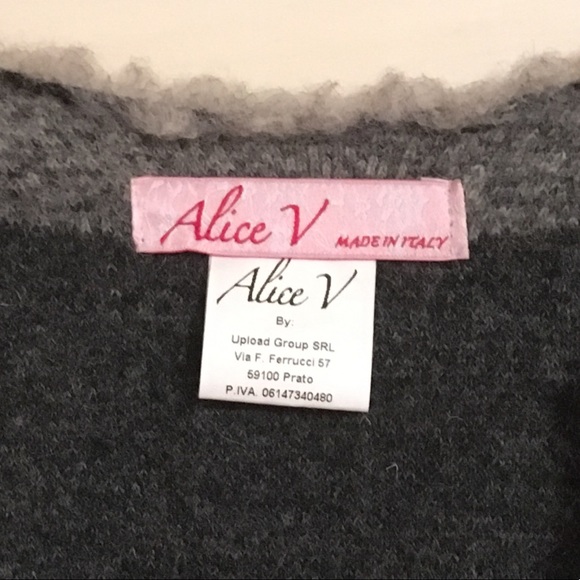 Alice V MADE IN ITALY
Alice V
By:
Upload Group SRL
Via F. Ferrucci 57
59100 Prato
P.IVA. 06147340480